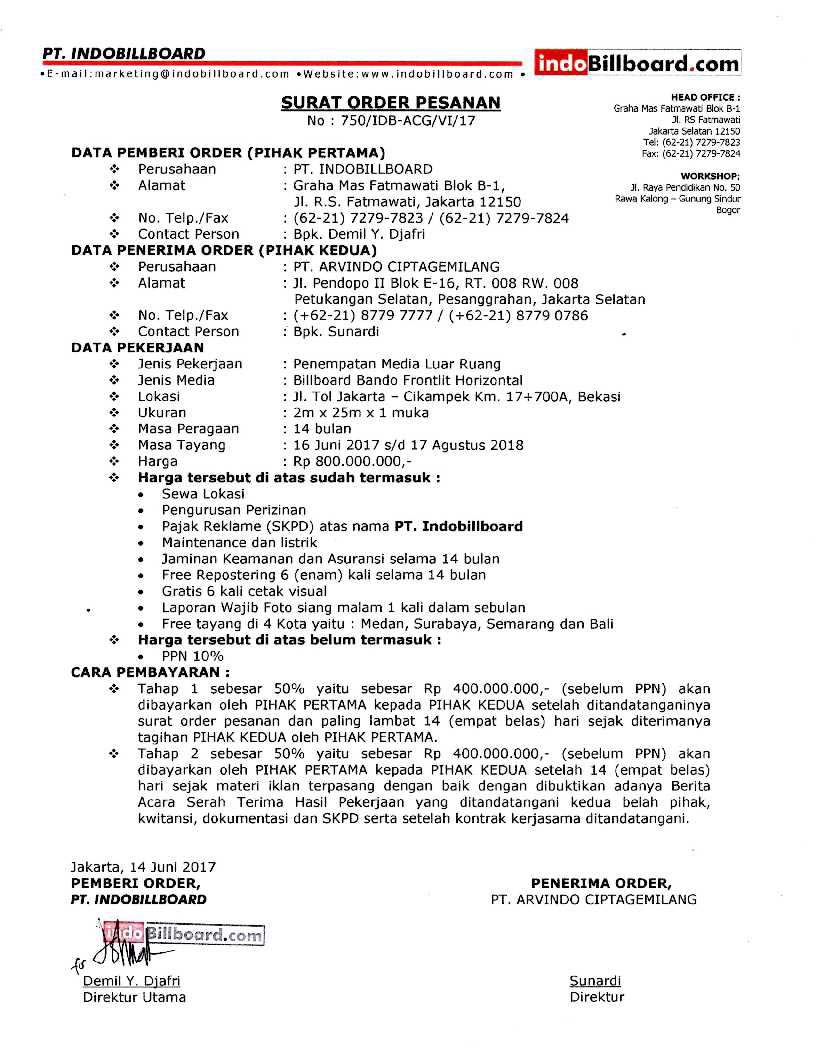 PT. INDOBILLBOARD
•E-mail:marketing@indobillboard.com •Website:www.indobillboard.com •
indoBillboard.com
SURAT ORDER PESANAN
No : 750/IDB-ACG/VI/17
HEAD OFFICE :
Graha Mas Fatmawati Blok B-1
Jl. RS Fatmawati
Jakarta Selatan 12150
Tel: (62-21) 7279-7823
Fax: (62-21) 7279-7824
WORKSHOP:
Jl. Raya Pendidikan No. 50
Rawa Kalong – Gunung Sindur
Bogor
DATA PEMBERI ORDER (PIHAK PERTAMA)
❖ Perusahaan : PT. INDOBILLBOARD
❖ Alamat : Graha Mas Fatmawati Blok B-1,
Jl. R.S. Fatmawati, Jakarta 12150
❖ No. Telp./Fax : (62-21) 7279-7823 / (62-21) 7279-7824
❖ Contact Person : Bpk. Demil Y. Djafri
DATA PENERIMA ORDER (PIHAK KEDUA)
❖ Perusahaan : PT. ARVINDO CIPTAGEMILANG
❖ Alamat : Jl. Pendopo II Blok E-16, RT. 008 RW. 008
Petukangan Selatan, Pesanggrahan, Jakarta Selatan
❖ No. Telp./Fax : (+62-21) 8779 7777 / (+62-21) 8779 0786
❖ Contact Person : Bpk. Sunardi
DATA PEKERJAAN
❖ Jenis Pekerjaan : Penempatan Media Luar Ruang
❖ Jenis Media : Billboard Bando Frontlit Horizontal
❖ Lokasi : Jl. Tol Jakarta – Cikampek Km. 17+700A, Bekasi
❖ Ukuran : 2m x 25m x 1 muka
❖ Masa Peragaan : 14 bulan
❖ Masa Tayang : 16 Juni 2017 s/d 17 Agustus 2018
❖ Harga : Rp 800.000.000,-
❖ Harga tersebut di atas sudah termasuk :
• Sewa Lokasi
• Pengurusan Perizinan
• Pajak Reklame (SKPD) atas nama PT. Indobillboard
• Maintenance dan listrik
• Jaminan Keamanan dan Asuransi selama 14 bulan
• Free Repostering 6 (enam) kali selama 14 bulan
• Gratis 6 kali cetak visual
• Laporan Wajib Foto siang malam 1 kali dalam sebulan
• Free tayang di 4 Kota yaitu : Medan, Surabaya, Semarang dan Bali
❖ Harga tersebut di atas belum termasuk :
• PPN 10%
CARA PEMBAYARAN :
❖ Tahap 1 sebesar 50% yaitu sebesar Rp 400.000.000,- (sebelum PPN) akan
dibayarkan oleh PIHAK PERTAMA kepada PIHAK KEDUA setelah ditandatanganinya
surat order pesanan dan paling lambat 14 (empat belas) hari sejak diterimanya
tagihan PIHAK KEDUA oleh PIHAK PERTAMA.
❖ Tahap 2 sebesar 50% yaitu sebesar Rp 400.000.000,- (sebelum PPN) akan
dibayarkan oleh PIHAK PERTAMA kepada PIHAK KEDUA setelah 14 (empat belas)
hari sejak materi iklan terpasang dengan baik dengan dibuktikan adanya Berita
Acara Serah Terima Hasil Pekerjaan yang ditandatangani kedua belah pihak,
kwitansi, dokumentasi dan SKPD serta setelah kontrak kerjasama ditandatangani.
Jakarta, 14 Juni 2017
PEMBERI ORDER,
PT. INDOBILLBOARD
PENERIMA ORDER,
PT. ARVINDO CIPTAGEMILANG
indoBillboard.com
Demil Y. Djafri
Direktur Utama
Sunardi
Direktur